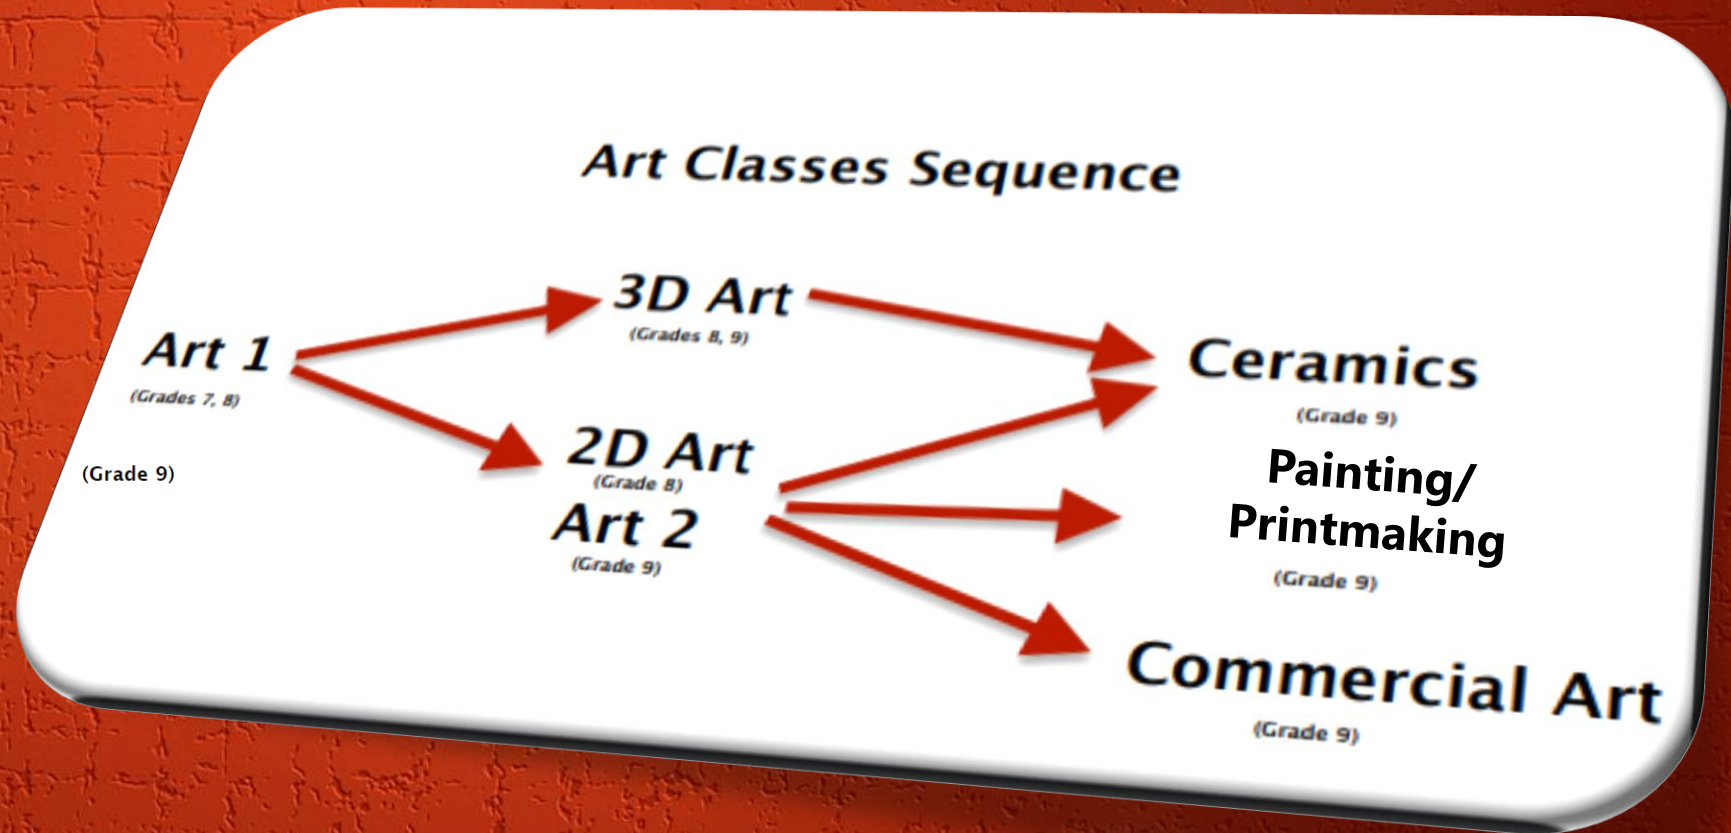 Art Classes Sequence
Art 1
(Grades 7, 8)
(Grade 9)
3D Art
(Grades 8, 9)
2D Art
(Grade 8)
Art 2
(Grade 9)
Ceramics
(Grade 9)
Painting/
Printmaking
(Grade 9)
Commercial Art
(Grade 9)